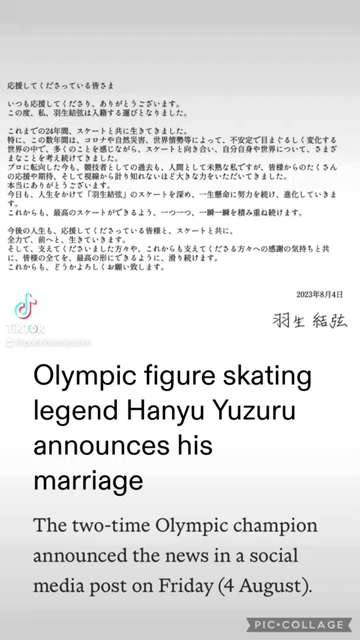 応援してくださっている皆さま
いつも応援してくださり、ありがとうございます。
この度、私、羽生結弦は入籍する運びとなりました。
これまでの24年間、スケートと共に生きてきました。
特に、この数年間は、コロナや自然災害、世界情勢等によって、不安定で目まぐるしく変化する
世界の中で、多くのことを感じながら、スケートと向き合い、自分自身や世界について、さまざ
まなことを考え続けてきました。
プロに転向した今も、競技者としての過去も、人間として未熟な私ですが、皆様からのたくさん
の応援や期待、そして視線から計り知れないほど大きな力をいただいてきました。
本当にありがとうございます。
今日も、人生をかけて「羽生結弦」のスケートを深め、一生懸命に努力を続け、進化していきま
す。
これからも、最高のスケートができるよう、一つ一つ、一瞬一瞬を積み重ね続けます。
今後の人生も、応援してくださっている皆様と、スケートと共に、
全力で、前へと、生きていきます。
そして、支えてくださいました方々や、これからも支えてくださる方々への感謝の気持ちと共
に、皆様の全てを、最高の形にできるように、滑り続けます。
これからも、どうかよろしくお願い致します。
2023年8月4日
羽生 結弦
TikTok
Olympic figure skating
legend Hanyu Yuzuru
announces his
marriage
The two-time Olympic champion
announced the news in a social
media post on Friday (4 August).
PIC•COLLAGE